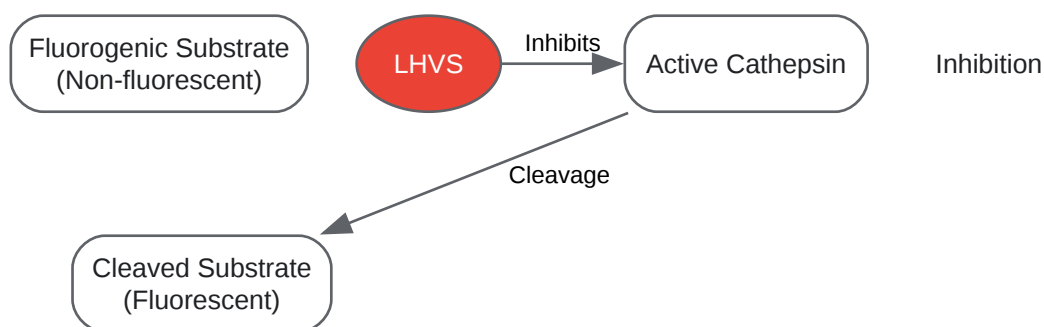 Fluorogenic Substrate
(Non-fluorescent)
LHVS
Inhibits
Active Cathepsin
Inhibition
Cleavage
Cleaved Substrate
(Fluorescent)